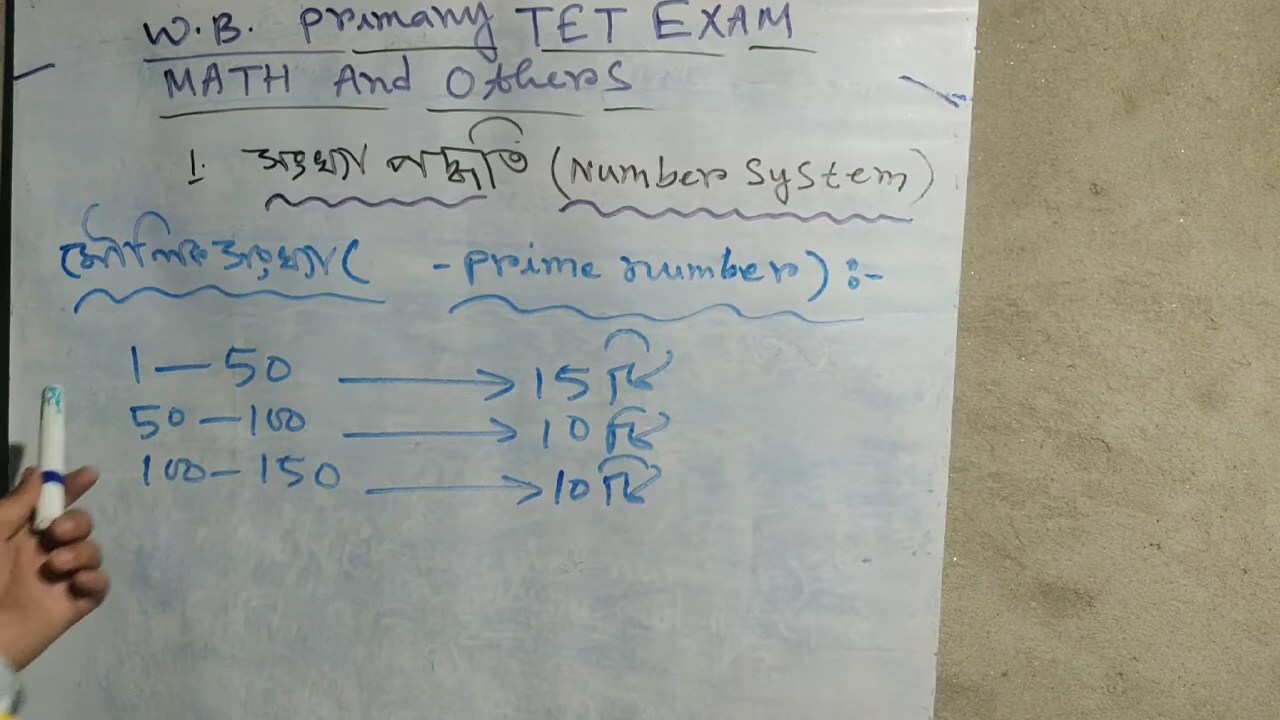 W.B. Primary TET EXAM
MATH And Others
1. সংখ্যা পদ্ধতি (Number System)
মৌলিক সংখ্যা ( - Prime number) :-
1 — 50 → 15 টি
50 — 100 → 10 টি
100 - 150 → 10 টি